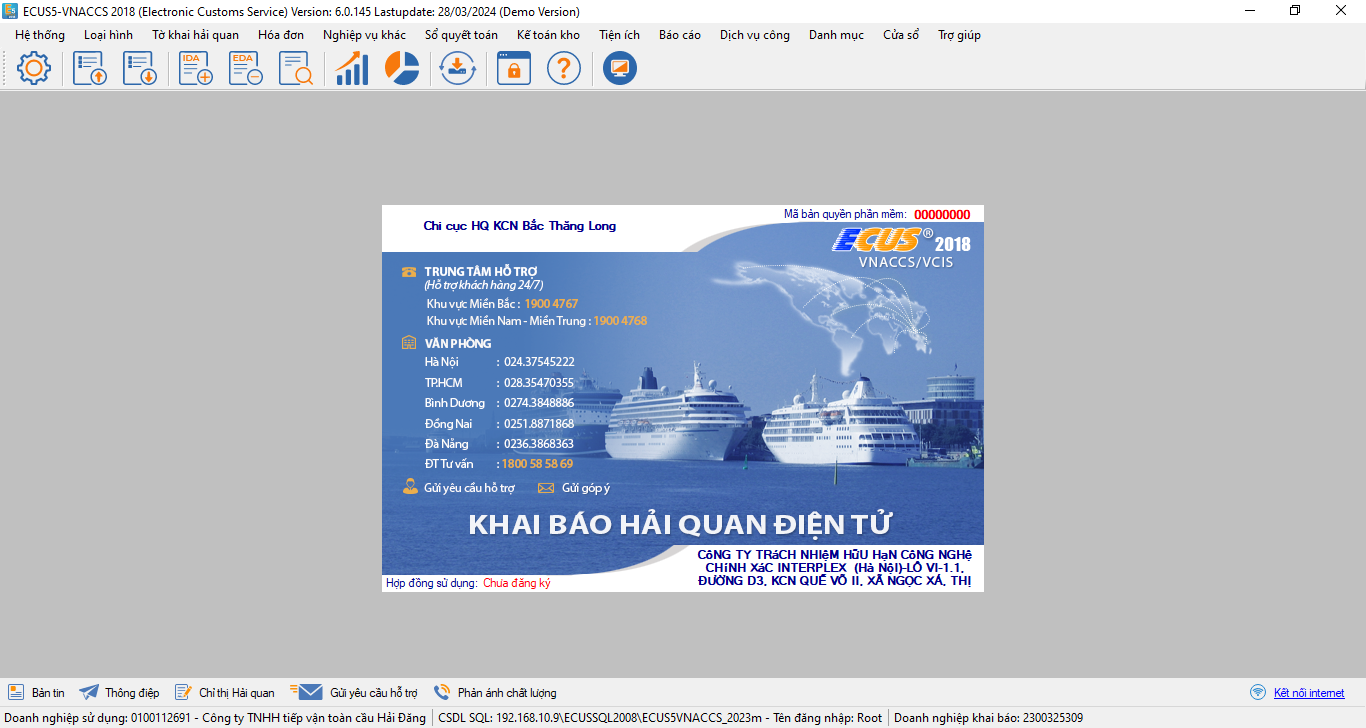 ECUS5-VNACCS 2018 (Electronic Customs Service) Version: 6.0.145 Lastupdate: 28/03/2024 (Demo Version)
Hệ thống Loại hình Tờ khai hải quan Hóa đơn Nghiệp vụ khác Sổ quyết toán Kế toán kho Tiện ích Báo cáo Dịch vụ công Danh mục Cửa sổ Trợ giúp
IDA EDA
Mã bản quyền phần mềm: 00000000
Chi cục HQ KCN Bắc Thăng Long
ECUS® 2018
VNACCS/VCIS
TRUNG TÂM HỖ TRỢ
(Hỗ trợ khách hàng 24/7)
Khu vực Miền Bắc : 1900 4767
Khu vực Miền Nam - Miền Trung : 1900 4768
VĂN PHÒNG
Hà Nội : 024.37545222
TP.HCM : 028.35470355
Bình Dương : 0274.3848886
Đồng Nai : 0251.8871868
Đà Nẵng : 0236.3868363
ĐT Tư vấn : 1800 58 58 69
Gửi yêu cầu hỗ trợ Gửi góp ý
KHAI BÁO HẢI QUAN ĐIỆN TỬ
CôNG TY TRáCH NHIệM HữU HạN CôNG NGHệ
CHíNH XáC INTERPLEX (Hà Nội)-LÔ VI-1.1,
ĐƯỜNG D3, KCN QUẾ VÕ II, XÃ NGỌC XÁ, THỊ
Hợp đồng sử dụng: Chưa đăng ký
Bản tin Thông điệp Chỉ thị Hải quan Gửi yêu cầu hỗ trợ Phản ánh chất lượng Kết nối internet
Doanh nghiệp sử dụng: 0100112691 - Công ty TNHH tiếp vận toàn cầu Hải Đăng CSDL SQL: 192.168.10.9\ECUSSQL2008\ECUS5VNACCS_2023m - Tên đăng nhập: Root Doanh nghiệp khai báo: 2300325309